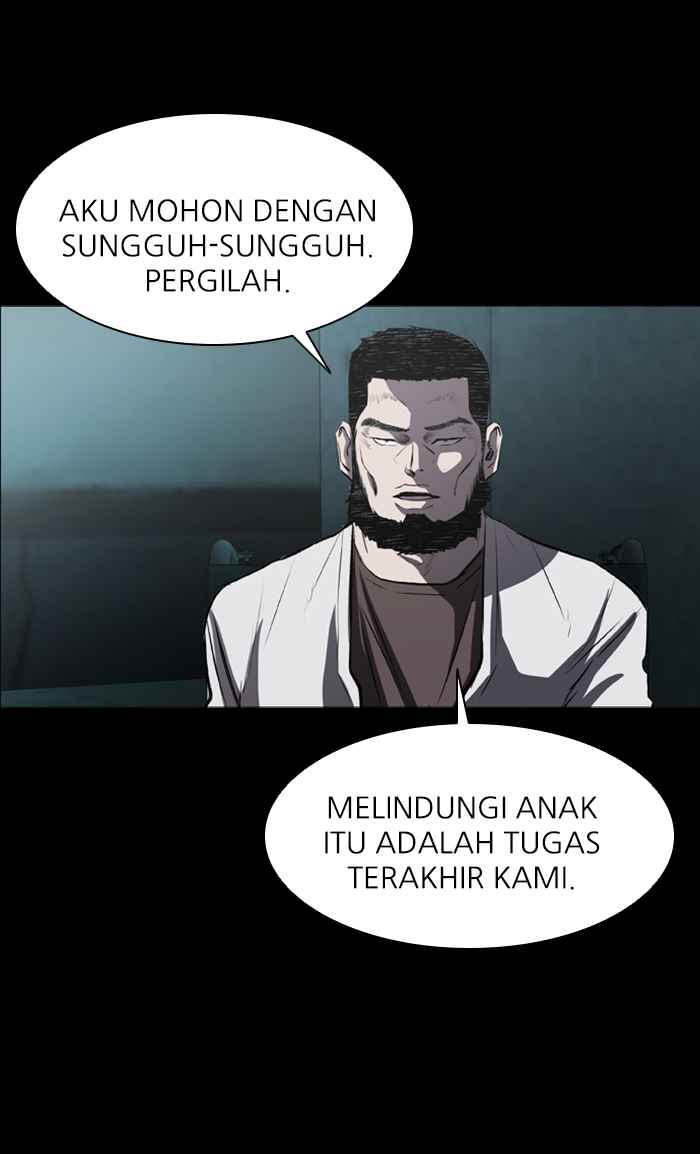 AKU MOHON DENGAN
SUNGGUH-SUNGGUH.
PERGILAH.
MELINDUNGI ANAK
ITU ADALAH TUGAS
TERAKHIR KAMI.